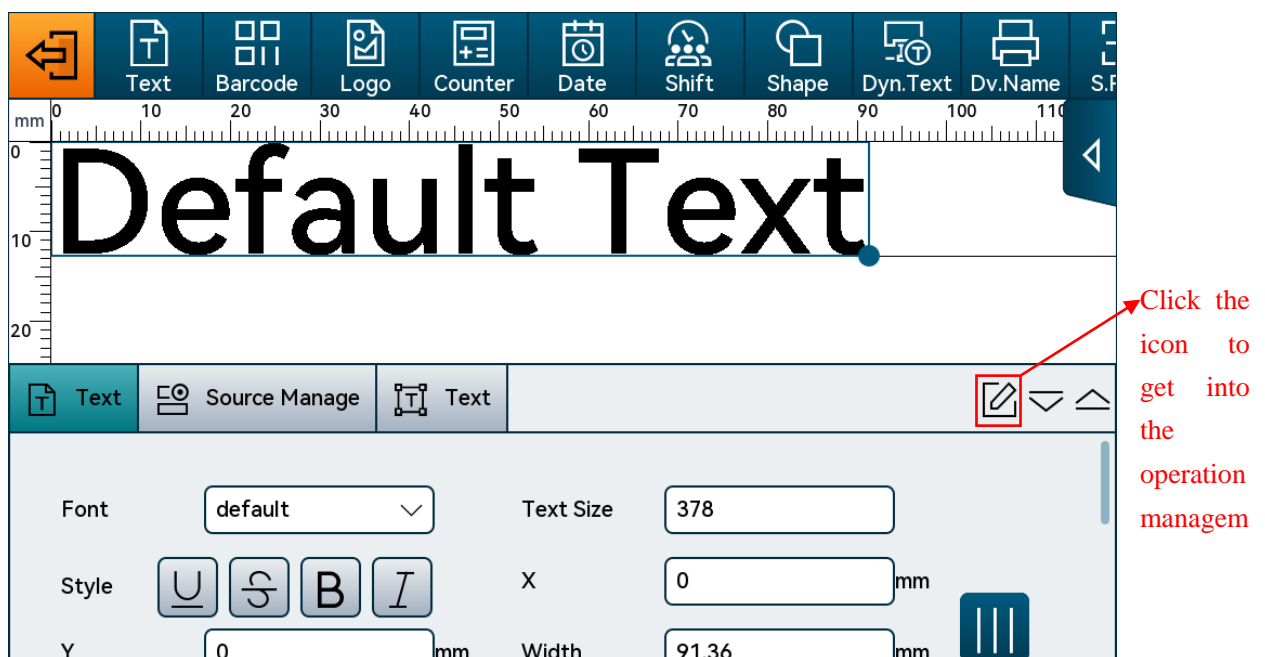 Text Barcode Logo Counter Date Shift Shape Dyn.Text Dv.Name
mm 0 10 20 30 40 50 60 70 80 90 100
0
Default Text
10
20
Text Source Manage Text
Click the
icon to
get into
the
operation
managem
Font default Text Size 378
Style U S B I X 0 mm
Y 0 mm Width 91.36 mm